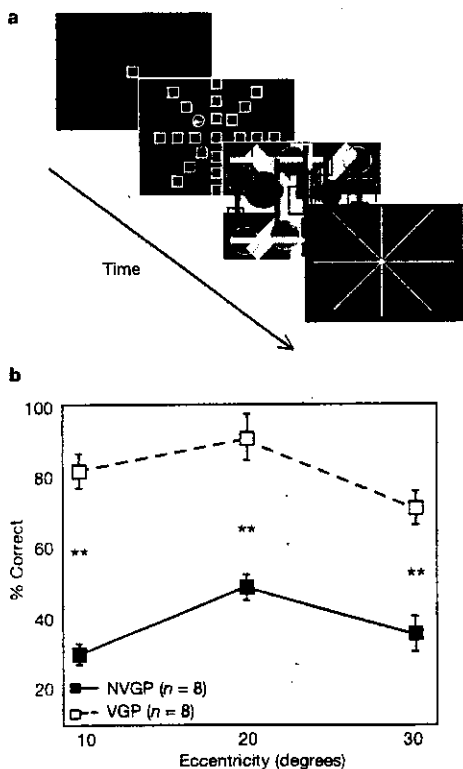 a
Time
b
100
80
60
40
20
% Correct
**
**
**
NVGP (n = 8)
VGP (n = 8)
10
20
30
Eccentricity (degrees)